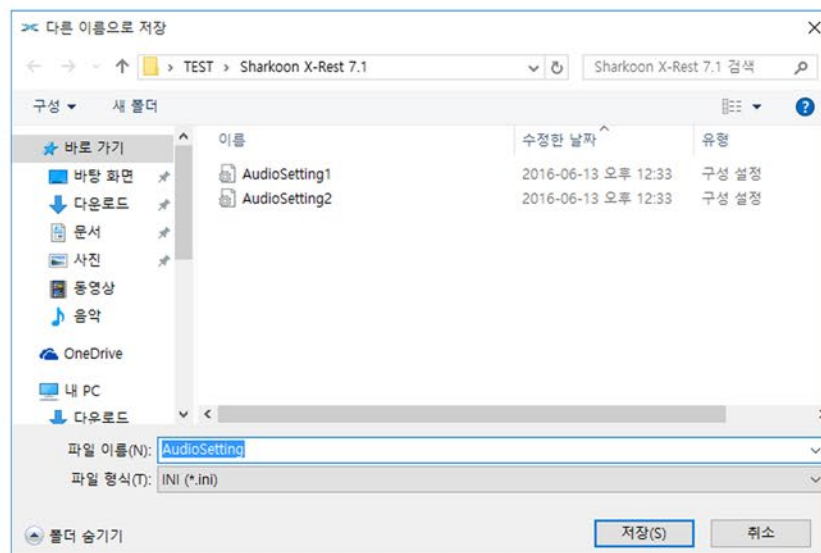 다른 이름으로 저장
TEST › Sharkoon X-Rest 7.1
Sharkoon X-Rest 7.1 검색
구성 새 폴더
이름 수정한 날짜 유형
바로 가기
바탕 화면
다운로드
문서
사진
동영상
음악
OneDrive
내 PC
다운로드
AudioSetting1 2016-06-13 오후 12:33 구성 설정
AudioSetting2 2016-06-13 오후 12:33 구성 설정
파일 이름(N): AudioSetting
파일 형식(T): INI (*.ini)
폴더 숨기기
저장(S) 취소